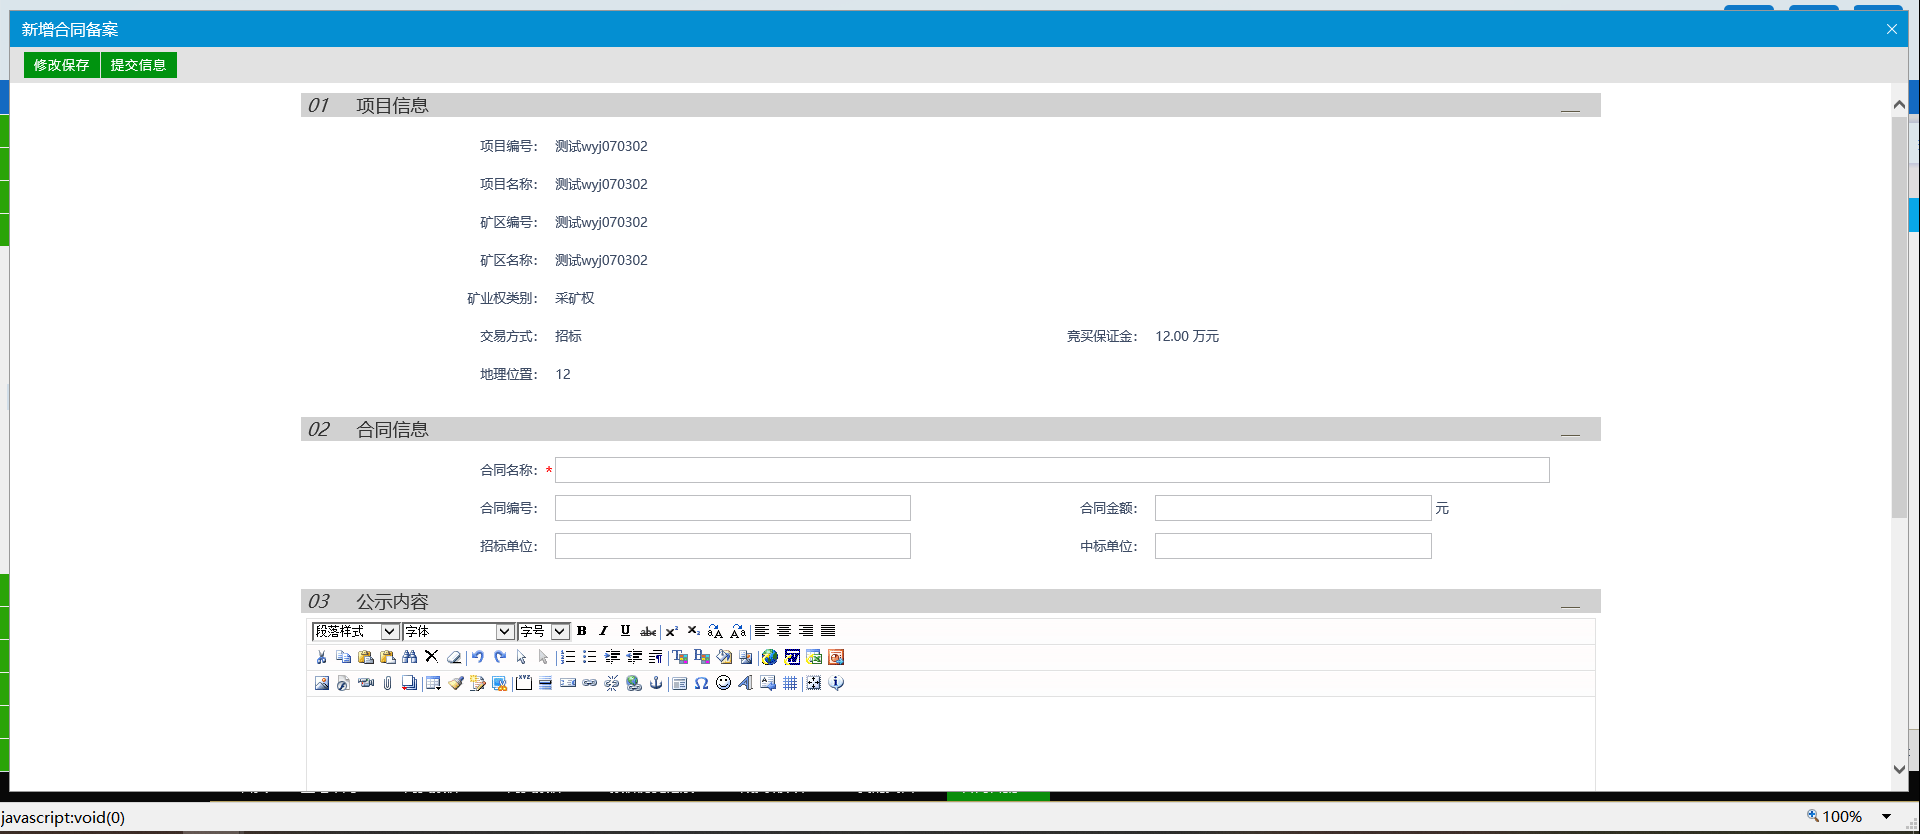 新增合同备案
修改保存 提交信息
01 项目信息
项目编号： 测试wyj070302
项目名称： 测试wyj070302
矿区编号： 测试wyj070302
矿区名称： 测试wyj070302
矿业权类别： 采矿权
交易方式： 招标 竞买保证金： 12.00 万元
地理位置： 12
02 合同信息
合同名称： *
合同编号： 合同金额： 元
招标单位： 中标单位：
03 公示内容
段落样式 字体 字号 B I U abc
javascript:void(0) 100%